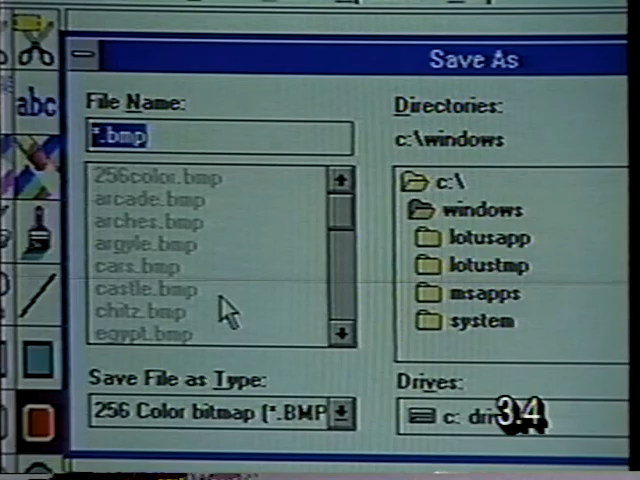 Save As
abc
File Name:
*.bmp
256color.bmp
arcade.bmp
arches.bmp
argyle.bmp
cars.bmp
castle.bmp
chitz.bmp
egypt.bmp
Save File as Type:
256 Color bitmap (*.BMP
Directories:
c:\windows
c:\
windows
lotusapp
lotustmp
msapps
system
Drives:
c: dri
34